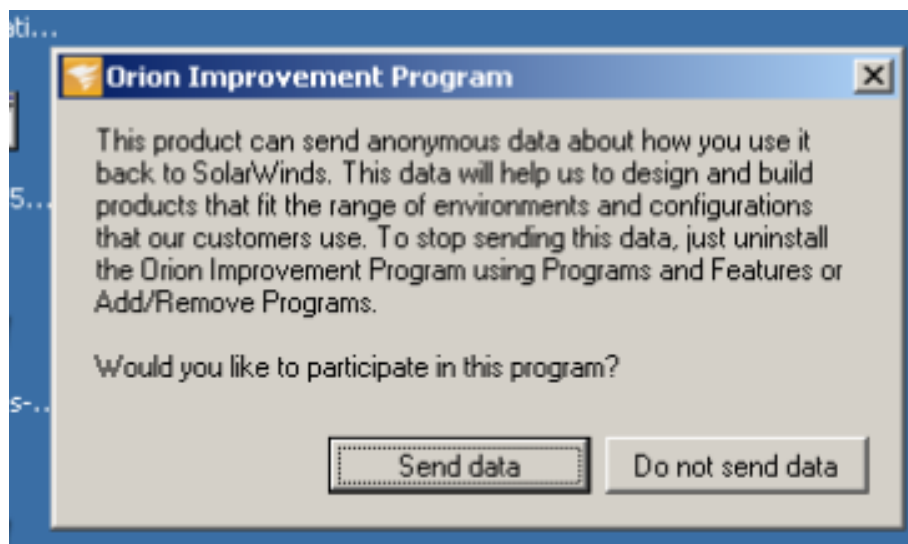 ati...
Orion Improvement Program
This product can send anonymous data about how you use it
back to SolarWinds. This data will help us to design and build
products that fit the range of environments and configurations
that our customers use. To stop sending this data, just uninstall
the Orion Improvement Program using Programs and Features or
Add/Remove Programs.
5...
Would you like to participate in this program?
s-...
Send data
Do not send data